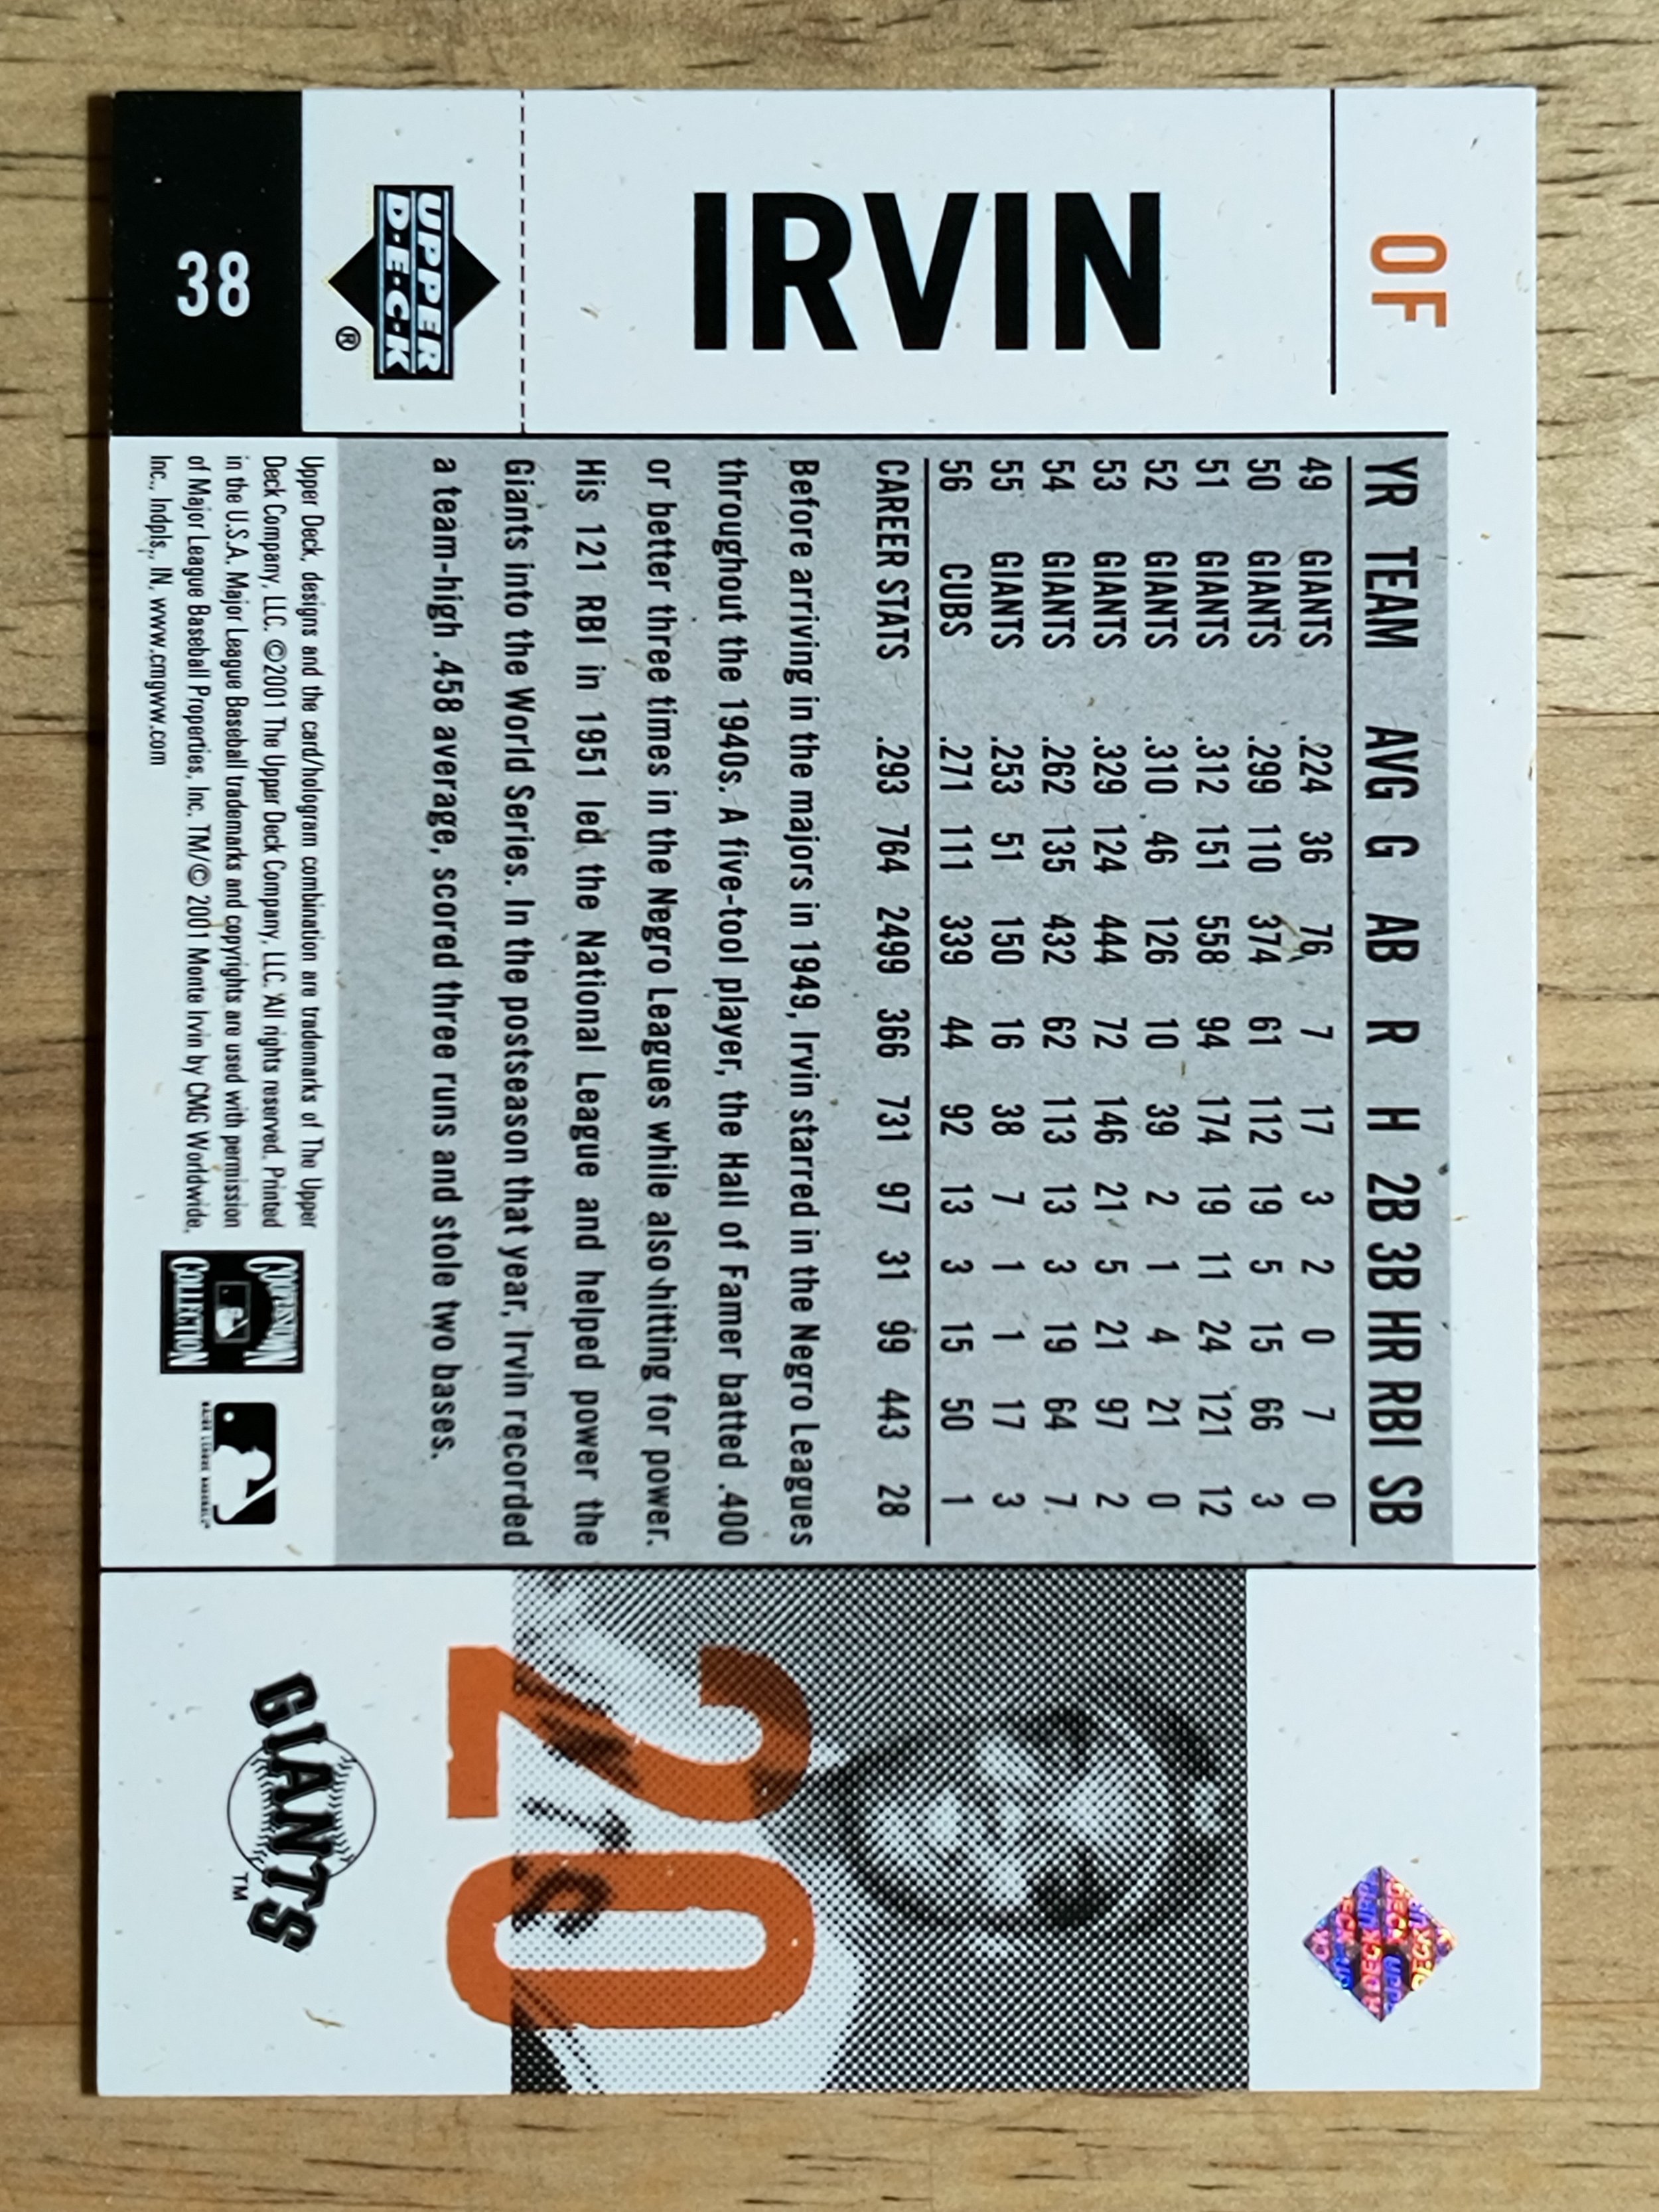 OF
IRVIN
UPPER
D·E·C·K
®
38
YR TEAM AVG G AB R H 2B 3B HR RBI SB
49 GIANTS .224 36 76 7 17 3 2 0 7 0
50 GIANTS .299 110 374 61 112 19 5 15 66 3
51 GIANTS .312 151 558 94 174 19 11 24 121 12
52 GIANTS .310 46 126 10 39 2 1 4 21 0
53 GIANTS .329 124 444 72 146 21 5 21 97 2
54 GIANTS .262 135 432 62 113 13 3 19 64 7
55 GIANTS .253 51 150 16 38 7 1 1 17 3
56 CUBS .271 111 339 44 92 13 3 15 50 1
CAREER STATS .293 764 2499 366 731 97 31 99 443 28
Before arriving in the majors in 1949, Irvin starred in the Negro Leagues
throughout the 1940s. A five-tool player, the Hall of Famer batted .400
or better three times in the Negro Leagues while also hitting for power.
His 121 RBI in 1951 led the National League and helped power the
Giants into the World Series. In the postseason that year, Irvin recorded
a team-high .458 average, scored three runs and stole two bases.
Upper Deck, designs and the card/hologram combination are trademarks of The Upper
Deck Company, LLC. ©2001 The Upper Deck Company, LLC. All rights reserved. Printed
in the U.S.A. Major League Baseball trademarks and copyrights are used with permission
of Major League Baseball Properties, Inc. TM/© 2001 Monte Irvin by CMG Worldwide,
Inc., Indpls., IN, www.cmgww.com
COOPERSTOWN
COLLECTION
MAJOR LEAGUE BASEBALL
20
GIANTS
TM